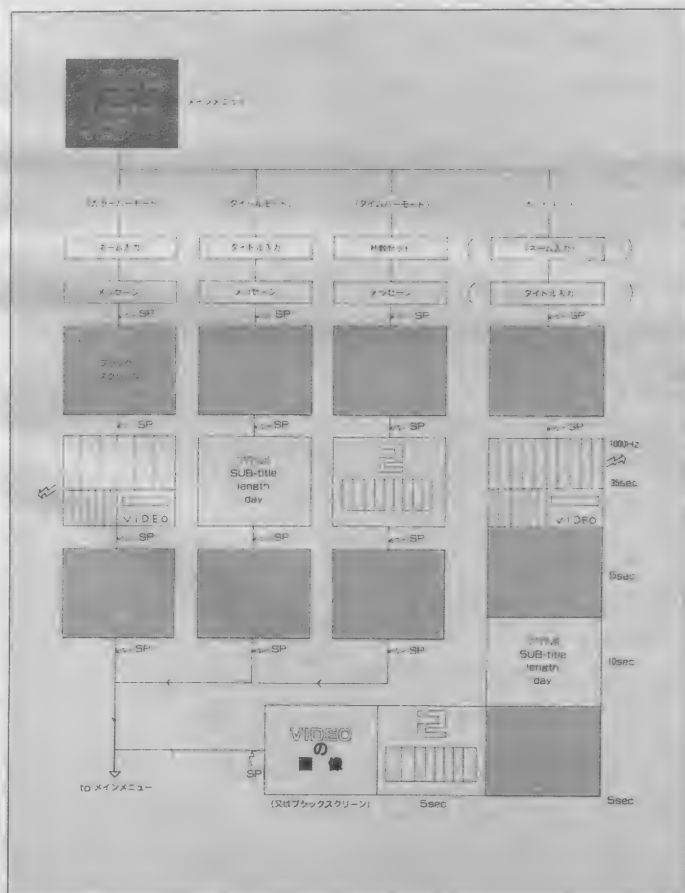 メインメニュー
(カラーバーモード)
(タイトルモード)
(タイムバーモード)
ネーム入力
タイトル入力
秒数セット
(ネーム入力)
メッセージ
メッセージ
メッセージ
(タイトル入力)
SP
SP
SP
SP
ブラック
スクリーン
SP
SP
SP
SP
1000Hz
35sec
VIDEO
SUB-title
length
day
2
VIDEO
SP
SP
SP
15sec
SP
SP
SP
SUB-title
length
day
10sec
VIDEO
の
画像
2
SP
to メインメニュー
(又はブラックスクリーン)
5sec
5sec